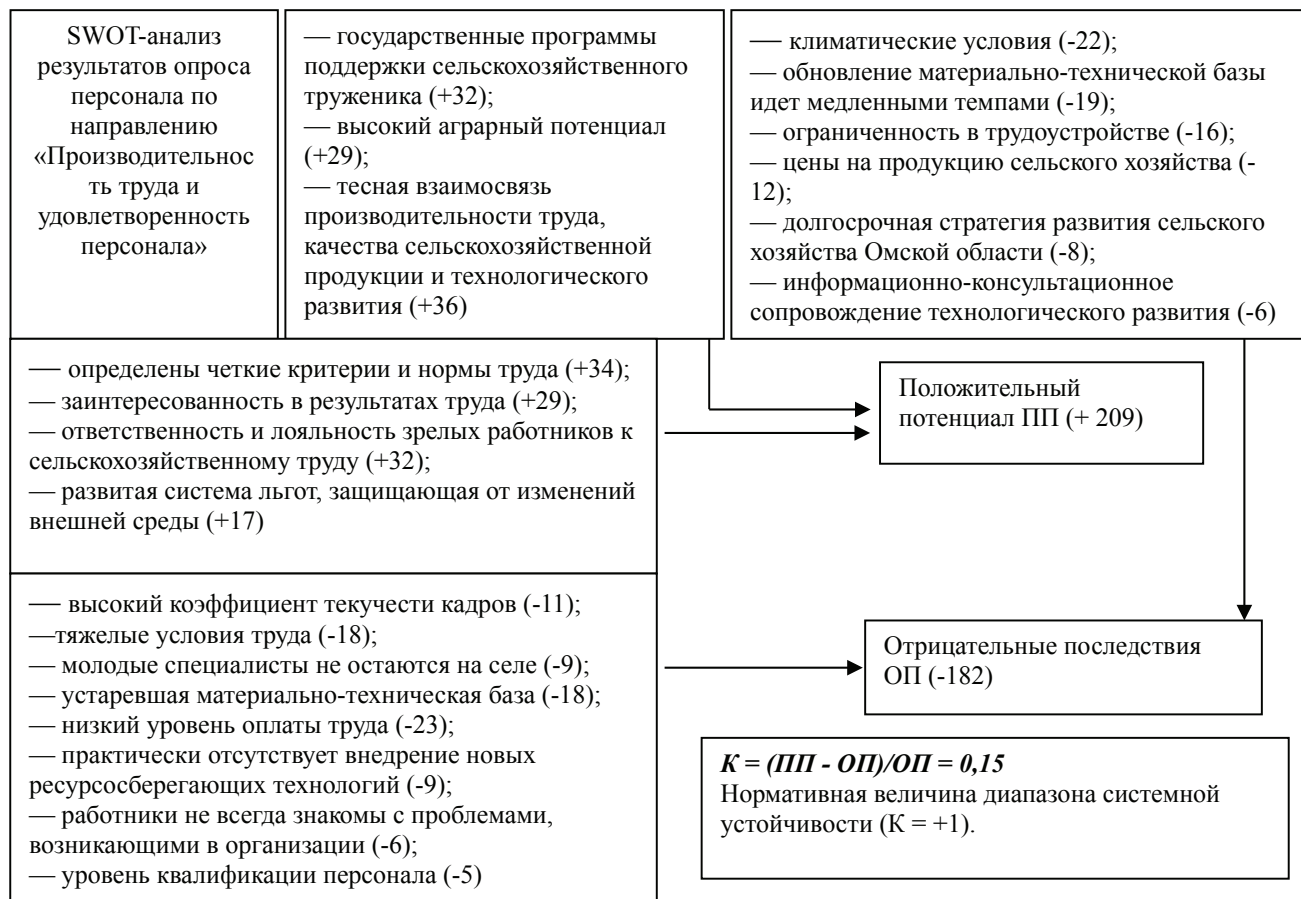 SWOT-анализ
результатов опроса
персонала по
направлению
«Производительнос
ть труда и
удовлетворенность
персонала»
— государственные программы
поддержки сельскохозяйственного
труженика (+32);
— высокий аграрный потенциал
(+29);
— тесная взаимосвязь
производительности труда,
качества сельскохозяйственной
продукции и технологического
развития (+36)
— климатические условия (-22);
— обновление материально-технической базы
идет медленными темпами (-19);
— ограниченность в трудоустройстве (-16);
— цены на продукцию сельского хозяйства (-
12);
— долгосрочная стратегия развития сельского
хозяйства Омской области (-8);
— информационно-консультационное
сопровождение технологического развития (-6)
— определены четкие критерии и нормы труда (+34);
— заинтересованность в результатах труда (+29);
— ответственность и лояльность зрелых работников к
сельскохозяйственному труду (+32);
— развитая система льгот, защищающая от изменений
внешней среды (+17)
Положительный
потенциал ПП (+ 209)
— высокий коэффициент текучести кадров (-11);
—тяжелые условия труда (-18);
— молодые специалисты не остаются на селе (-9);
— устаревшая материально-техническая база (-18);
— низкий уровень оплаты труда (-23);
— практически отсутствует внедрение новых
ресурсосберегающих технологий (-9);
— работники не всегда знакомы с проблемами,
возникающими в организации (-6);
— уровень квалификации персонала (-5)
Отрицательные последствия
ОП (-182)
К = (ПП - ОП)/ОП = 0,15
Нормативная величина диапазона системной
устойчивости (К = +1).